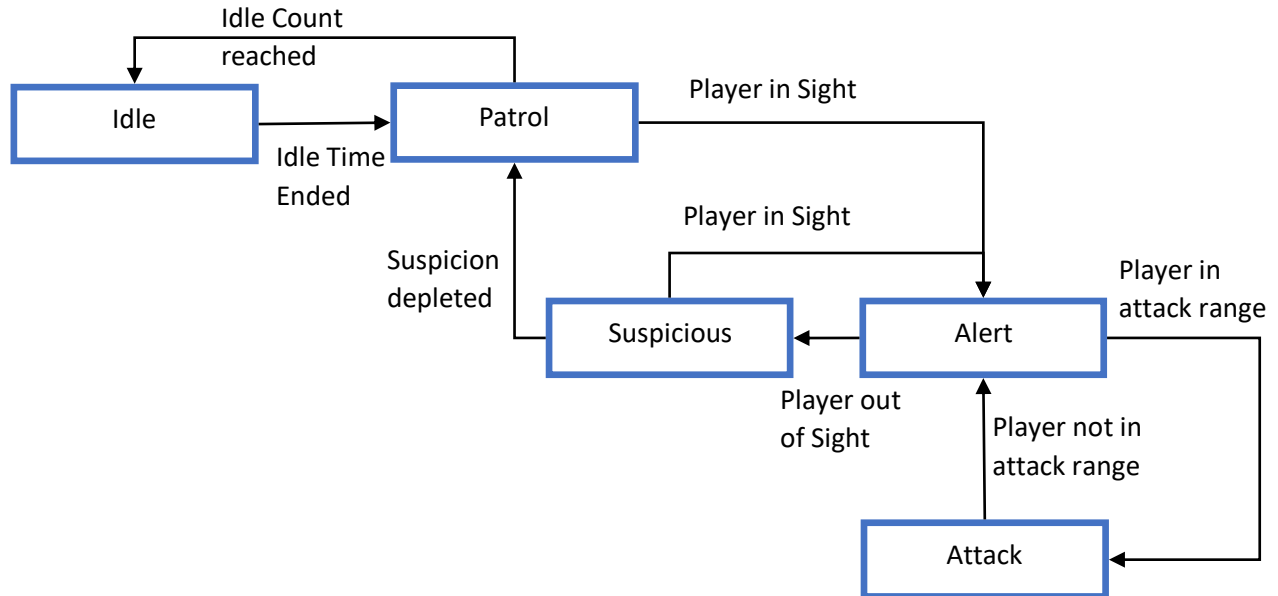 Idle Count
reached
Idle
Patrol
Player in Sight
Idle Time
Ended
Player in Sight
Suspicion
depleted
Player in
attack range
Suspicious
Alert
Player out
of Sight
Player not in
attack range
Attack